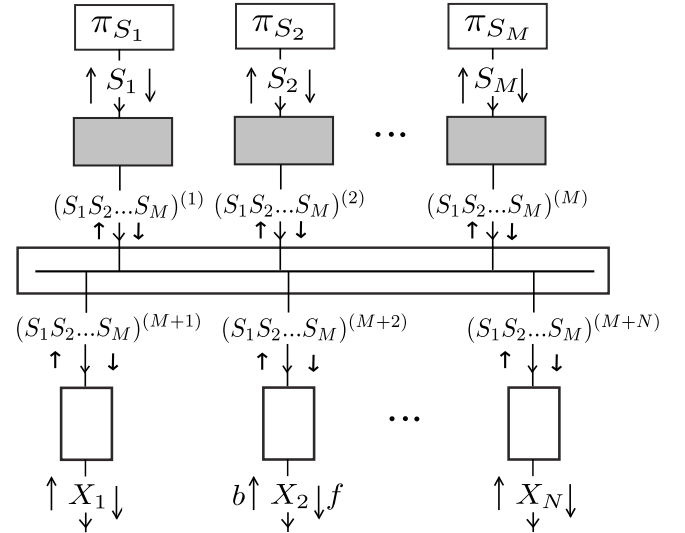 π_{S_1} π_{S_2} π_{S_M}
↑ S_1 ↓ ↑ S_2 ↓ ↑ S_M ↓
...
(S_1S_2...S_M)^{(1)} (S_1S_2...S_M)^{(2)} (S_1S_2...S_M)^{(M)}
↑ ↓ ↑ ↓ ↑ ↓
(S_1S_2...S_M)^{(M+1)} (S_1S_2...S_M)^{(M+2)} (S_1S_2...S_M)^{(M+N)}
↑ ↓ ↑ ↓ ↑ ↓
...
↑ X_1 ↓ b ↑ X_2 ↓ f ↑ X_N ↓